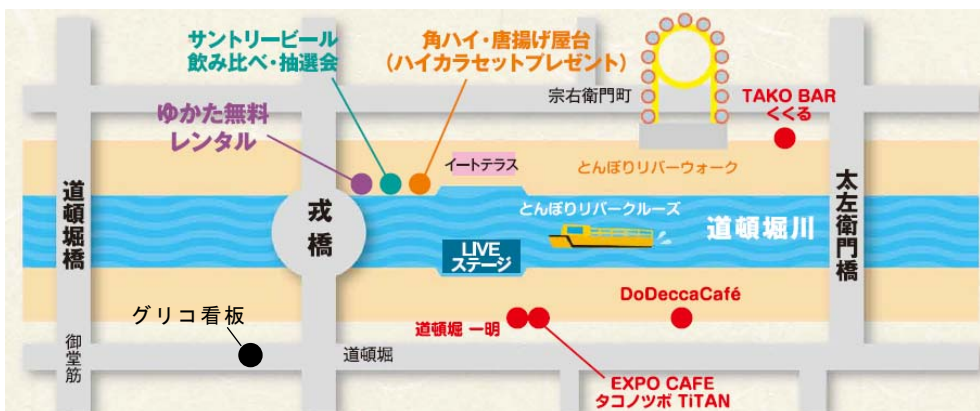 サントリービール
飲み比べ・抽選会
角ハイ・唐揚げ屋台
(ハイカラセットプレゼント)
宗右衛門町
TAKO BAR
くくる
ゆかた無料
レンタル
イートテラス
とんぼりリバーウォーク
道頓堀橋
戎橋
とんぼりリバークルーズ
道頓堀川
太左衛門橋
LIVE
ステージ
DoDeccaCafé
グリコ看板
道頓堀 一明
御堂筋
道頓堀
EXPO CAFE
タコノツボ TiTAN